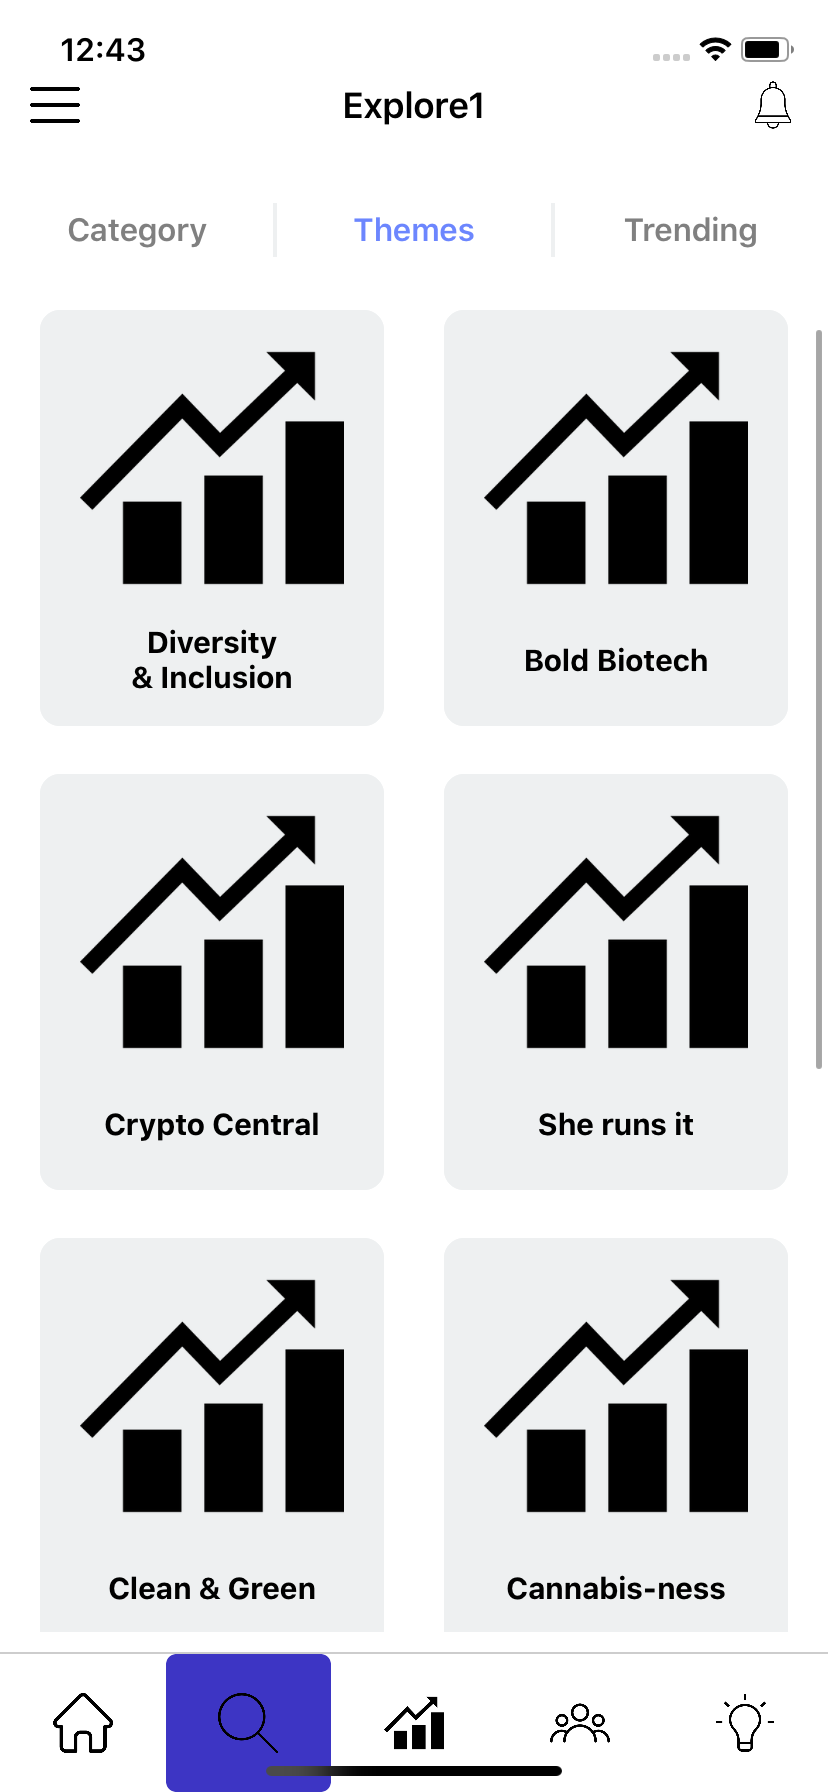 12:43
Explore1
Category
Themes
Trending
Diversity
& Inclusion
Bold Biotech
Crypto Central
She runs it
Clean & Green
Cannabis-ness